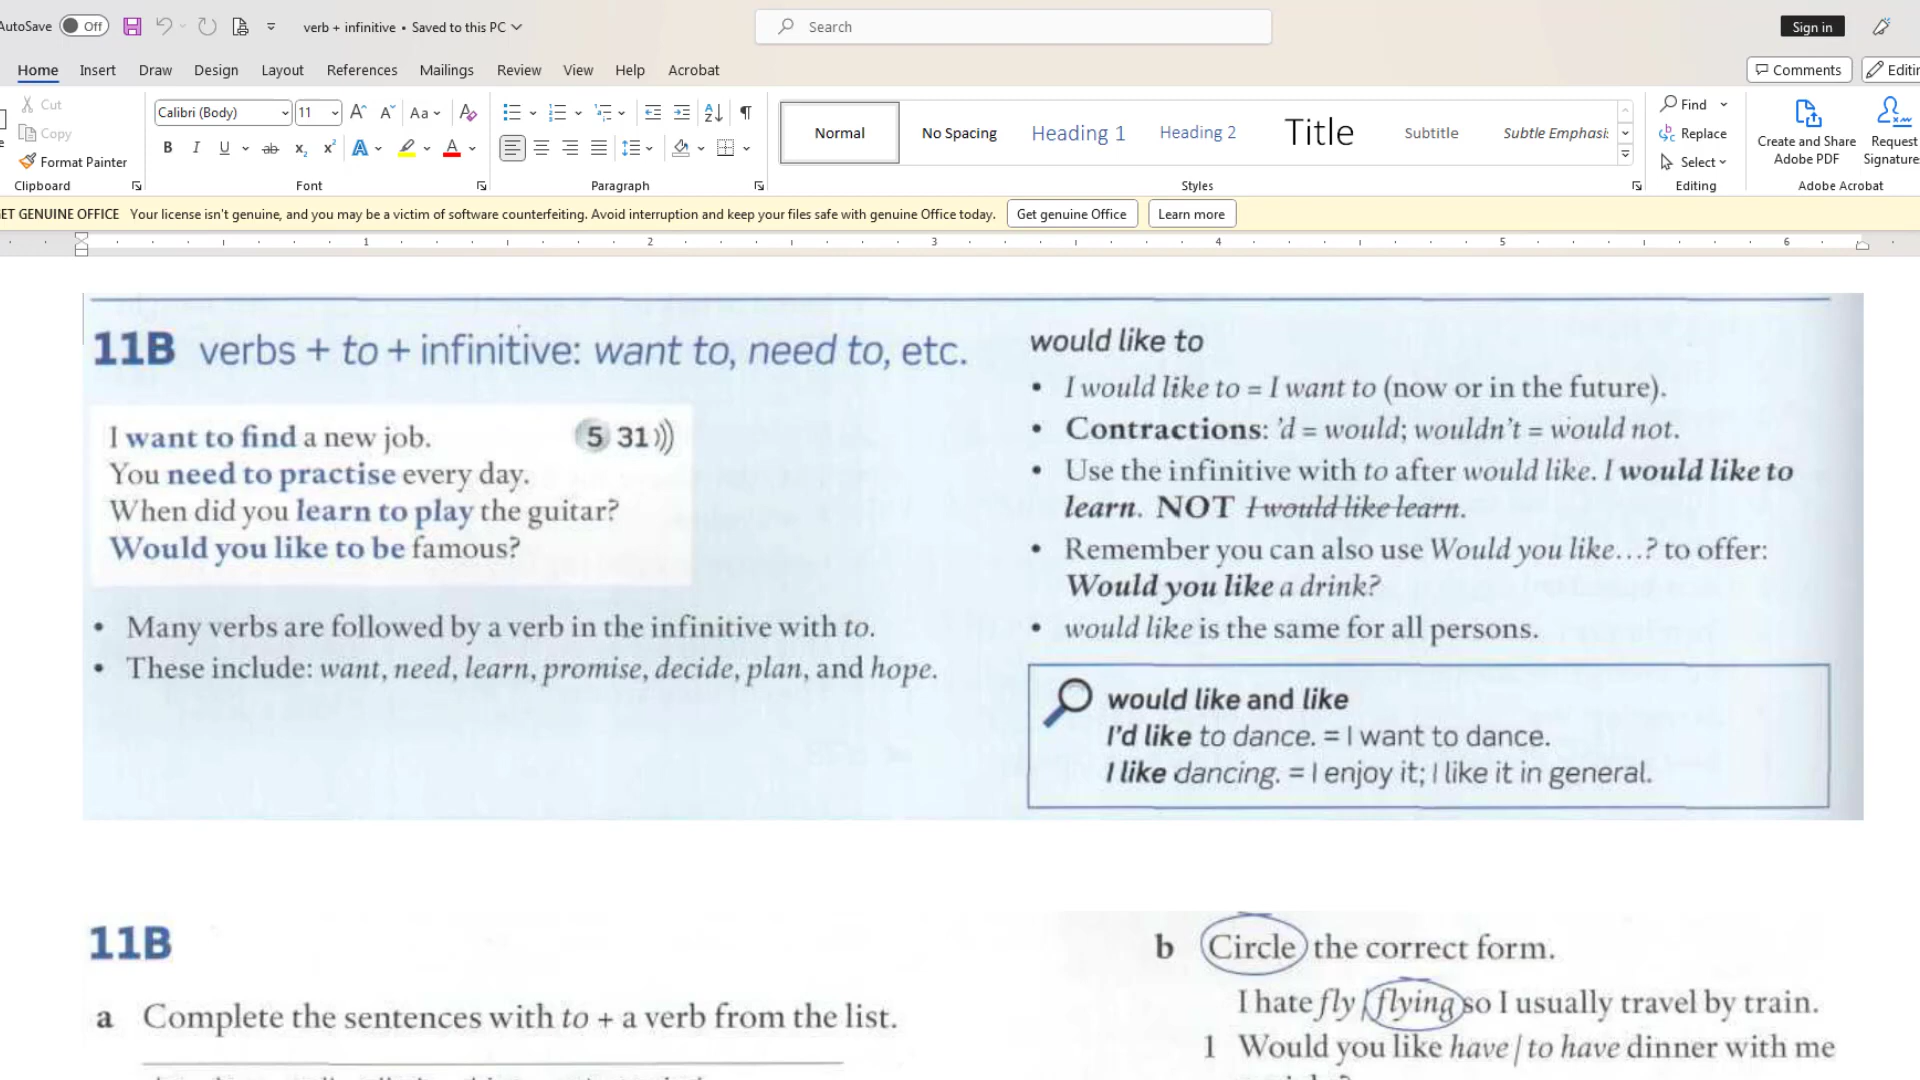 AutoSave Off verb + infinitive • Saved to this PC Search Sign in
Home Insert Draw Design Layout References Mailings Review View Help Acrobat Comments
Cut
Copy
Format Painter
Clipboard
Calibri (Body) 11 Aa
B I U ab x₂ x² A A
Font
Paragraph
Normal No Spacing Heading 1 Heading 2 Title Subtitle
Styles
Find
Replace
Select
Editing
Create and Share
Adobe PDF
Request
Adobe Acrobat
GENUINE OFFICE Your license isn't genuine, and you may be a victim of software counterfeiting. Avoid interruption and keep your files safe with genuine Office today. Get genuine Office Learn more
1 2 3 4 5 6
11B verbs + to + infinitive: want to, need to, etc.
I want to find a new job. 5 31
You need to practise every day.
When did you learn to play the guitar?
Would you like to be famous?
• Many verbs are followed by a verb in the infinitive with to.
• These include: want, need, learn, promise, decide, plan, and hope.
would like to
• I would like to = I want to (now or in the future).
• Contractions: 'd = would; wouldn't = would not.
• Use the infinitive with to after would like. I would like to
learn. NOT I would like learn.
• Remember you can also use Would you like…? to offer:
Would you like a drink?
• would like is the same for all persons.
would like and like
I'd like to dance. = I want to dance.
I like dancing. = I enjoy it; I like it in general.
11B
a Complete the sentences with to + a verb from the list.
b Circle the correct form.
I hate fly / flying so I usually travel by train.
1 Would you like have / to have dinner with me